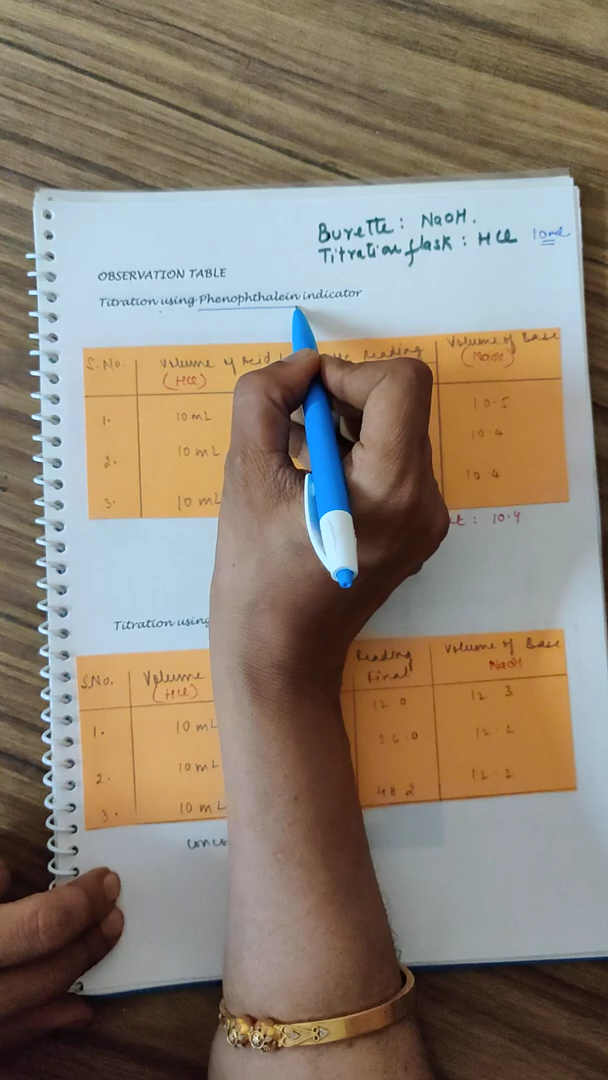 Burette: NaOH.
Titration flask: HCl 10ml
OBSERVATION TABLE
Titration using Phenophthalein indicator
S.No. Volume of Acid Reading Volume of Base
(HCl) (NaOH)
1. 10 mL 10.5
2. 10 mL 10.4
3. 10 mL 10.4
: 10.4
Titration using
S.No. Volume Reading Volume of Base
(HCl) Final NaOH
12.0
1. 10 mL 12 3
26.0
2. 10 mL 12.2
48 2
3. 10 mL 12.2